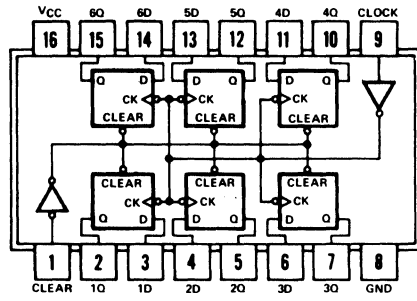 VCC 6Q 6D 5D 5Q 4D 4Q CLOCK
16 15 14 13 12 11 10 9
Q D D Q D Q
CK CK CK
CLEAR CLEAR CLEAR
CLEAR CLEAR CLEAR
CK CK CK
Q D D Q D Q
1 2 3 4 5 6 7 8
CLEAR 1Q 1D 2D 2Q 3D 3Q GND